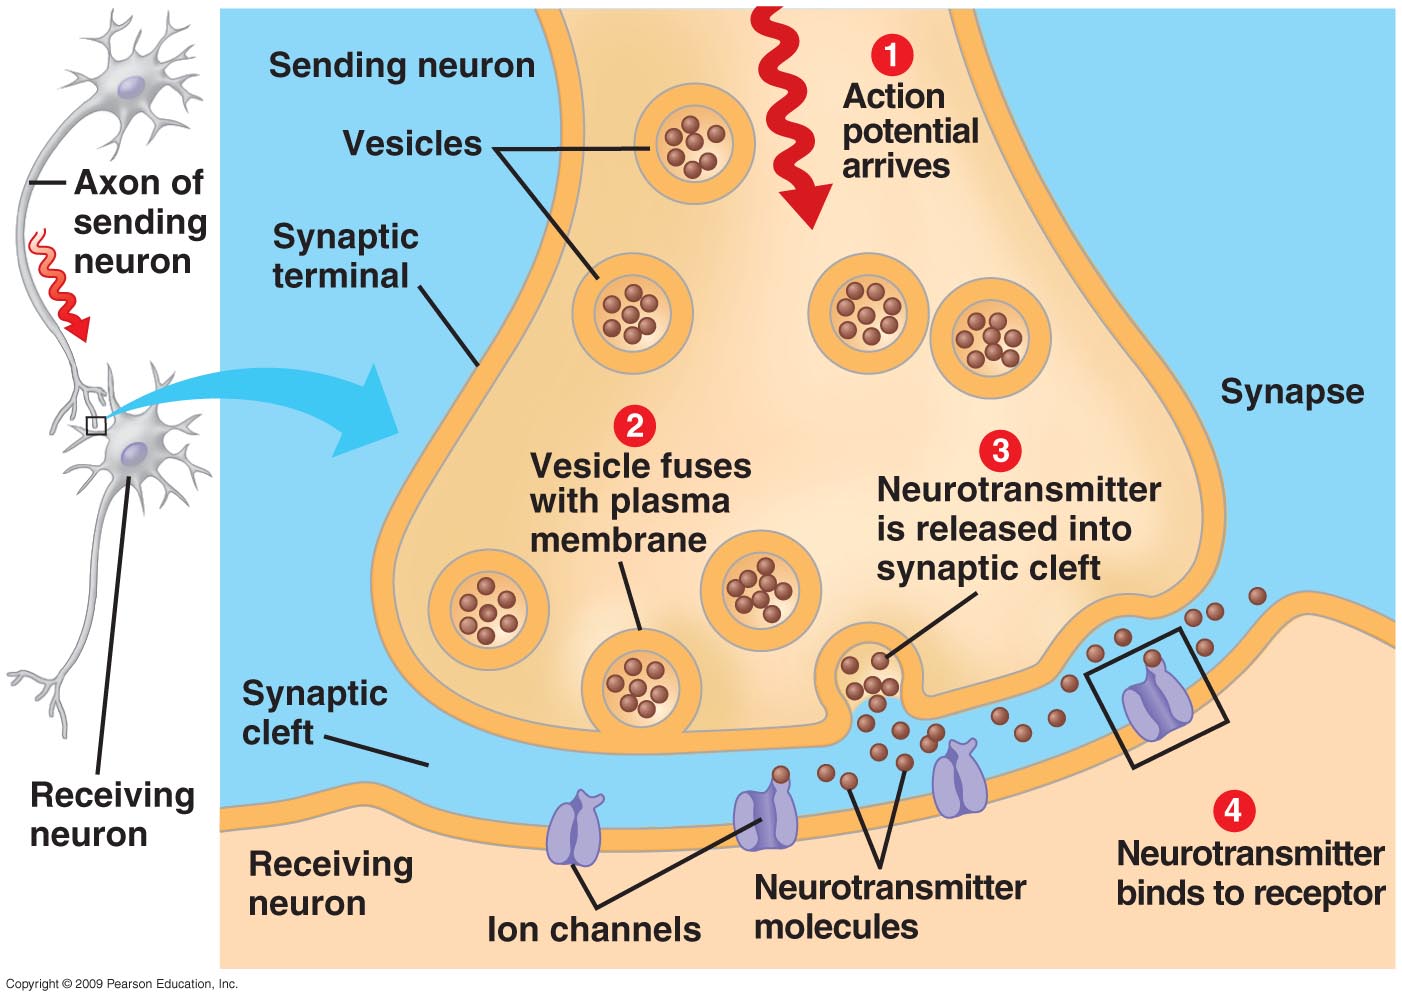 Sending neuron
Vesicles
Synaptic
terminal
1
Action
potential
arrives
Axon of
sending
neuron
Synapse
2
Vesicle fuses
with plasma
membrane
3
Neurotransmitter
is released into
synaptic cleft
Synaptic
cleft
Receiving
neuron
Receiving
neuron
Ion channels
Neurotransmitter
molecules
4
Neurotransmitter
binds to receptor
Copyright © 2009 Pearson Education, Inc.